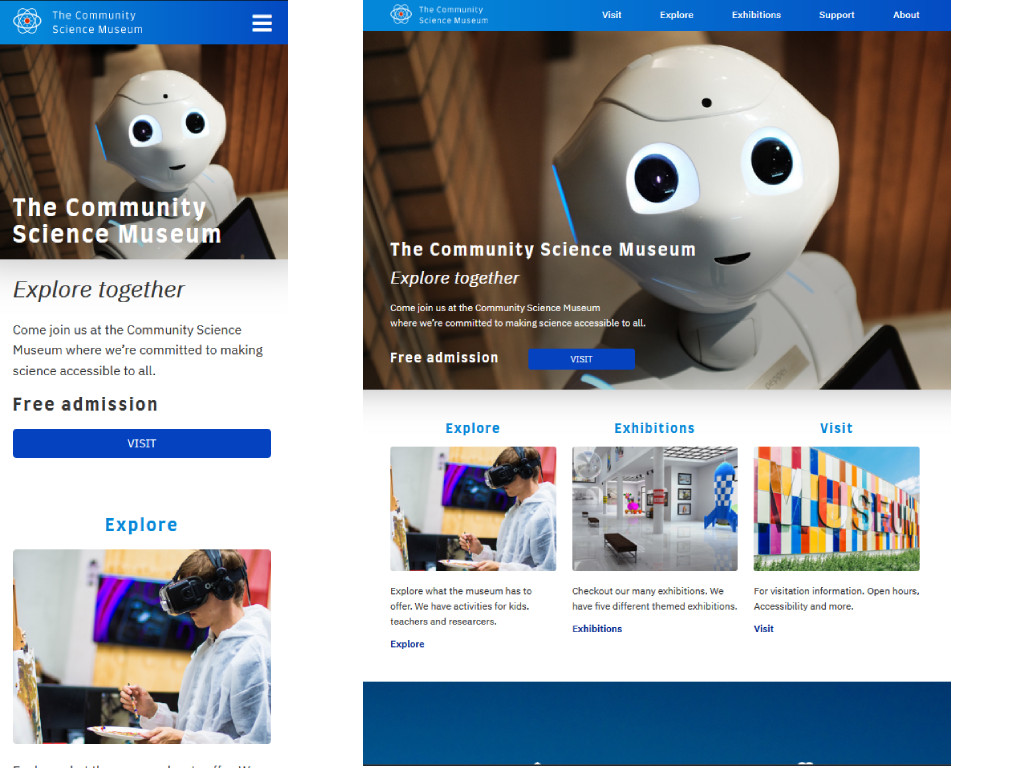 The Community
Science Museum
The Community
Science Museum
Explore together
Come join us at the Community Science
Museum where we're committed to making
science accessible to all.
Free admission
VISIT
Explore
The Community
Science Museum
Visit
Explore
Exhibitions
Support
About
The Community Science Museum
Explore together
Come join us at the Community Science Museum
where we're committed to making science accessible to all.
Free admission
VISIT
Explore
Exhibitions
Visit
MUSEUM
Explore what the museum has to
offer. We have activities for kids.
teachers and researcers.
Explore
Checkout our many exhibitions. We
have five different themed exhibitions.
Exhibitions
For visitation information. Open hours,
Accessibility and more.
Visit